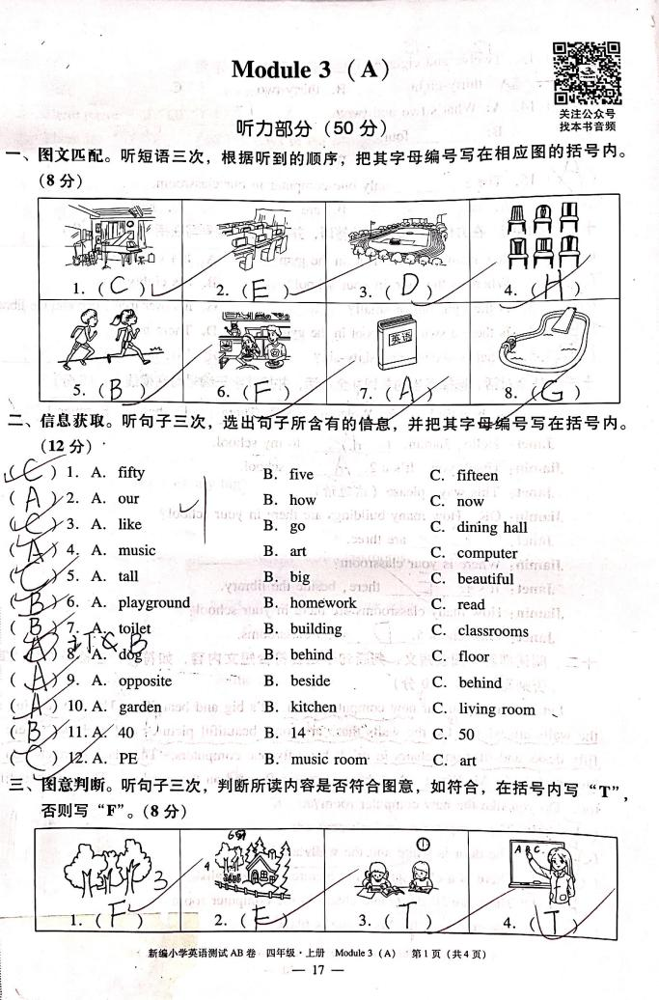 Module 3 (A)
关注公众号
找本书音频
听力部分(50分)
一、图文匹配。听短语三次,根据听到的顺序,把其字母编号写在相应图的括号内。
(8分)
1. (C) 2. (E) 3. (D) 4. (H)
英语
5. (B) 6. (F) 7. (A) 8. (G)
二、信息获取。听句子三次,选出句子所含有的信息,并把其字母编号写在括号内。
(12分)
(C) 1. A. fifty B. five C. fifteen
(A) 2. A. our B. how C. now
(C) 3. A. like B. go C. dining hall
(A) 4. A. music B. art C. computer
(C) 5. A. tall B. big C. beautiful
(B) 6. A. playground B. homework C. read
(B) 7. A. toilet B. building C. classrooms
( ) 8. A. dog B. behind C. floor
(A) 9. A. opposite B. beside C. behind
(A) 10. A. garden B. kitchen C. living room
(B) 11. A. 40 B. 14 C. 50
(C) 12. A. PE B. music room C. art
三、图意判断。听句子三次,判断所读内容是否符合图意,如符合,在括号内写“T”,
否则写“F”。(8分)
A B C
3
1. (F) 2. (F) 3. (T) 4. (T)
新编小学英语测试AB卷 四年级·上册 Module 3 (A) 第1页(共4页)
— 17 —